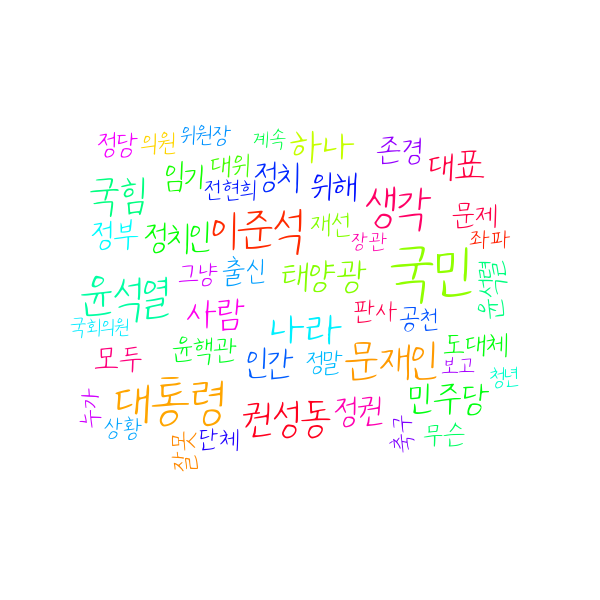 정당 의원 위원장 계속 하나 존경 대표
국힘 임기 대위 전현희 정치 위해 생각 문제
정부 정치인 이준석 재선 장관 좌파
윤석열 그냥 출신 태양광 국민 윤석렬
국회의원 사람 나라 판사 공천
모두 윤핵관 인간 정말 문재인 도대체 보고 청년
누가 대통령 권성동 정권 민주당
상황 잘못 단체 축구 무슨